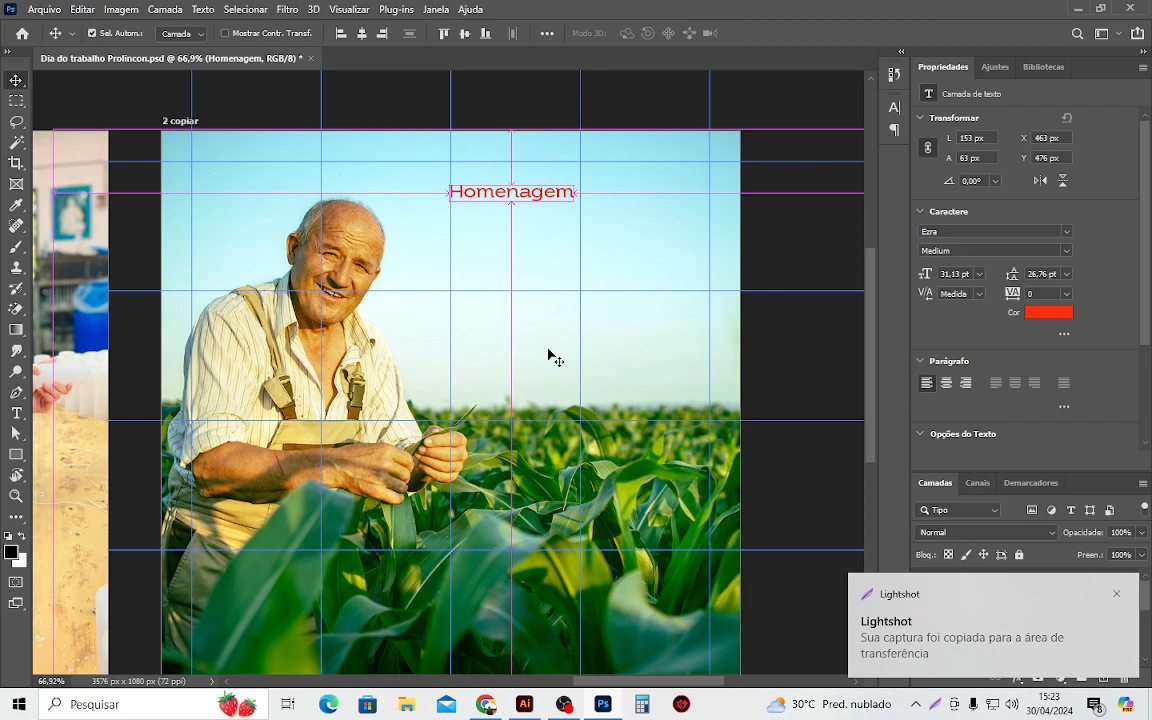 Ps Arquivo Editar Imagem Camada Texto Selecionar Filtro 3D Visualizar Plug-ins Janela Ajuda
Sel. Autom.: Camada Mostrar Contr. Transf. Modo 3D:
Dia do trabalho Prolincon.psd @ 66,9% (Homenagem, RGB/8) *
2 copiar
Homenagem
Propriedades Ajustes Bibliotecas
T Camada de texto
Transformar
L 153 px X 463 px
A 63 px Y 476 px
0,00°
Caractere
Ezra
Medium
31,13 pt 26,76 pt
Medida 0
Cor
Parágrafo
Opções do Texto
Camadas Canais Demarcadores
Tipo
Normal Opacidade: 100%
Bloq.: Preen.: 100%
Lightshot
Lightshot
Sua captura foi copiada para a área de
transferência
66,92% 3576 px x 1080 px (72 ppi)
Pesquisar
Ai Ps
30°C Pred. nublado
15:23
30/04/2024
8